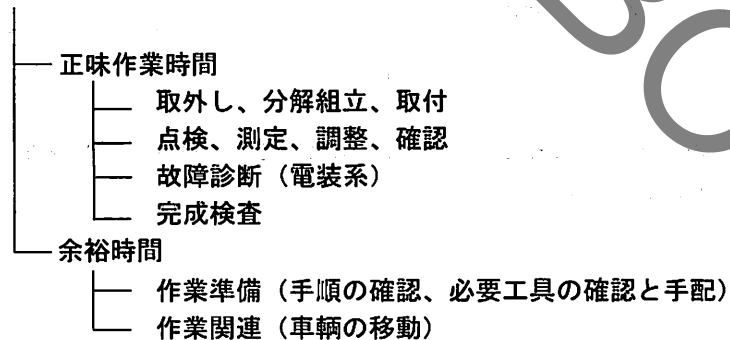 正味作業時間
取外し、分解組立、取付
点検、測定、調整、確認
故障診断（電装系）
完成検査
余裕時間
作業準備（手順の確認、必要工具の確認と手配）
作業関連（車輌の移動）